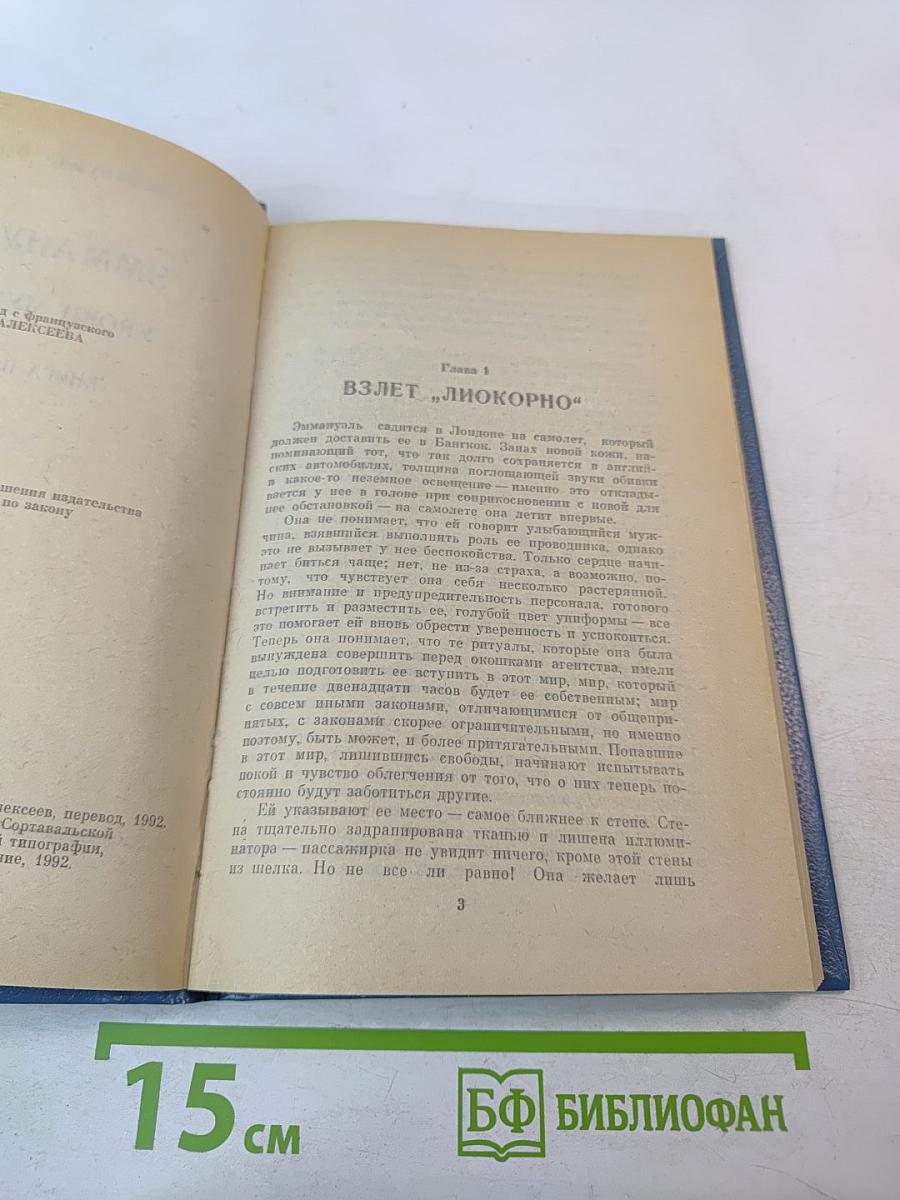 д с французского
АЛЕКСЕЕВА
шения издательства
по закону
лексеев, перевод, 1992.
Сортавальской
й типографии,
ние, 1992.
Глава 1
ВЗЛЕТ „ЛИОКОРНО“
Эммануэль садится в Лондоне на самолет, который
должен доставить ее в Бангкок. Запах новой кожи, на-
поминающий тот, что так долго сохраняется в англий-
ских автомобилях, толщина поглощающей звуки обивки
и какое-то неземное освещение — именно это отклады-
вается у нее в голове при соприкосновении с новой для
нее обстановкой — на самолете она летит впервые.
Она не понимает, что ей говорит улыбающийся муж-
чина, взявшийся выполнить роль ее проводника, однако
это не вызывает у нее беспокойства. Только сердце начи-
нает биться чаще; нет, не из-за страха, а возможно, по-
тому, что чувствует она себя несколько растерянной.
Но внимание и предупредительность персонала, готового
встретить и разместить ее, голубой цвет униформы — все
это помогает ей вновь обрести уверенность и успокоиться.
Теперь она понимает, что те ритуалы, которые она была
вынуждена совершить перед окошками агентства, имели
целью подготовить ее вступить в этот мир, мир, который
в течение двенадцати часов будет ее собственным; мир
с совсем иными законами, отличающимися от общепри-
нятых, с законами скорее ограничительными, но именно
поэтому, быть может, и более притягательными. Попавшие
в этот мир, лишившись свободы, начинают испытывать
покой и чувство облегчения от того, что о них теперь по-
стоянно будут заботиться другие.
Ей указывают ее место — самое ближнее к стене. Сте-
на тщательно задрапирована тканью и лишена иллюми-
натора — пассажирка не увидит ничего, кроме этой стены
из шелка. Но не все ли равно! Она желает лишь
3
15 см
БФ БИБЛИОФАН